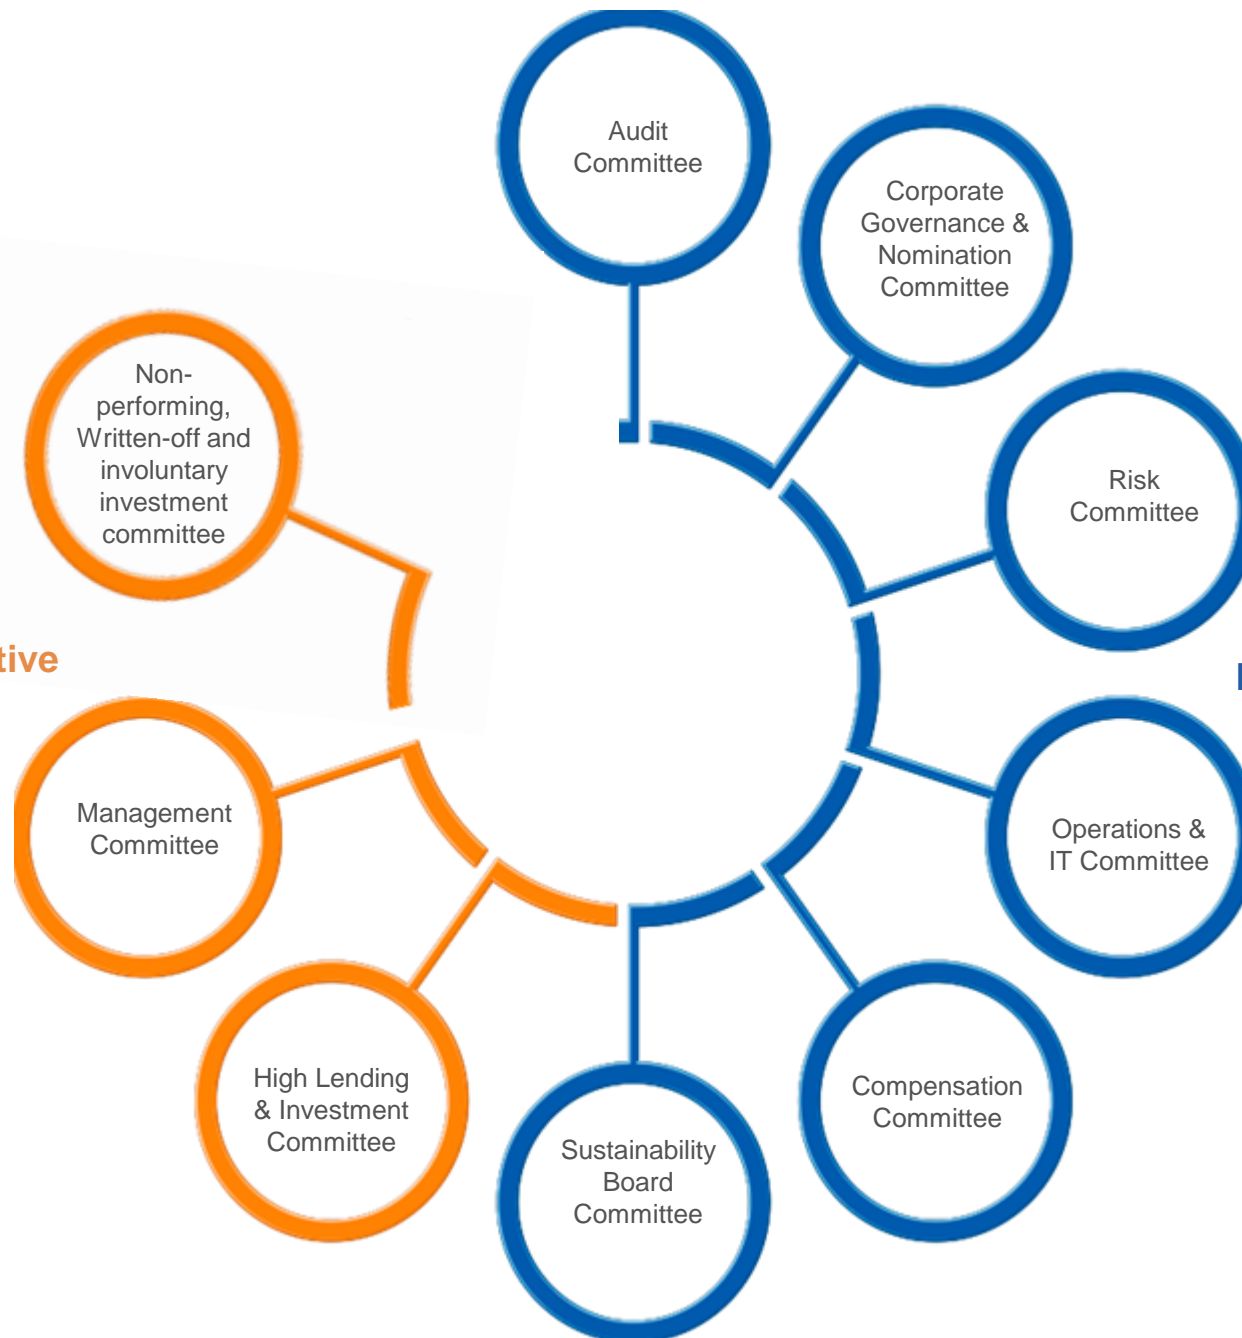 Audit
Committee
Corporate
Governance &
Nomination
Committee
Non-
performing,
Written-off and
involuntary
investment
committee
Risk
Committee
tive
Management
Committee
Operations &
IT Committee
High Lending
& Investment
Committee
Compensation
Committee
Sustainability
Board
Committee